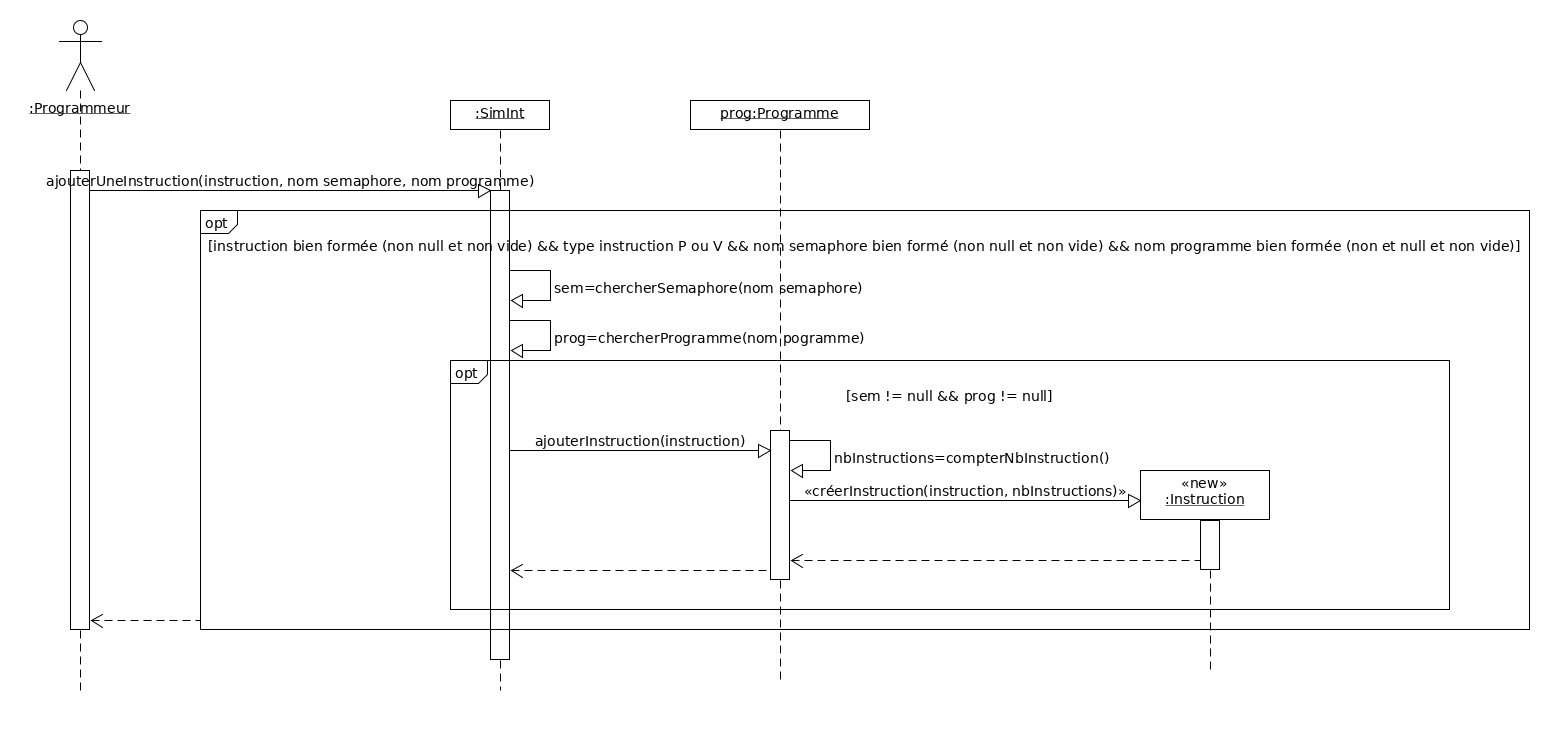 :Programmeur
:SimInt
prog:Programme
ajouterUneInstruction(instruction, nom semaphore, nom programme)
opt
[instruction bien formée (non null et non vide) && type instruction P ou V && nom semaphore bien formé (non null et non vide) && nom programme bien formée (non et null et non vide)]
sem=chercherSemaphore(nom semaphore)
prog=chercherProgramme(nom pogramme)
opt
[sem != null && prog != null]
ajouterInstruction(instruction)
nbInstructions=compterNbInstruction()
«créerInstruction(instruction, nbInstructions)»
«new»
:Instruction